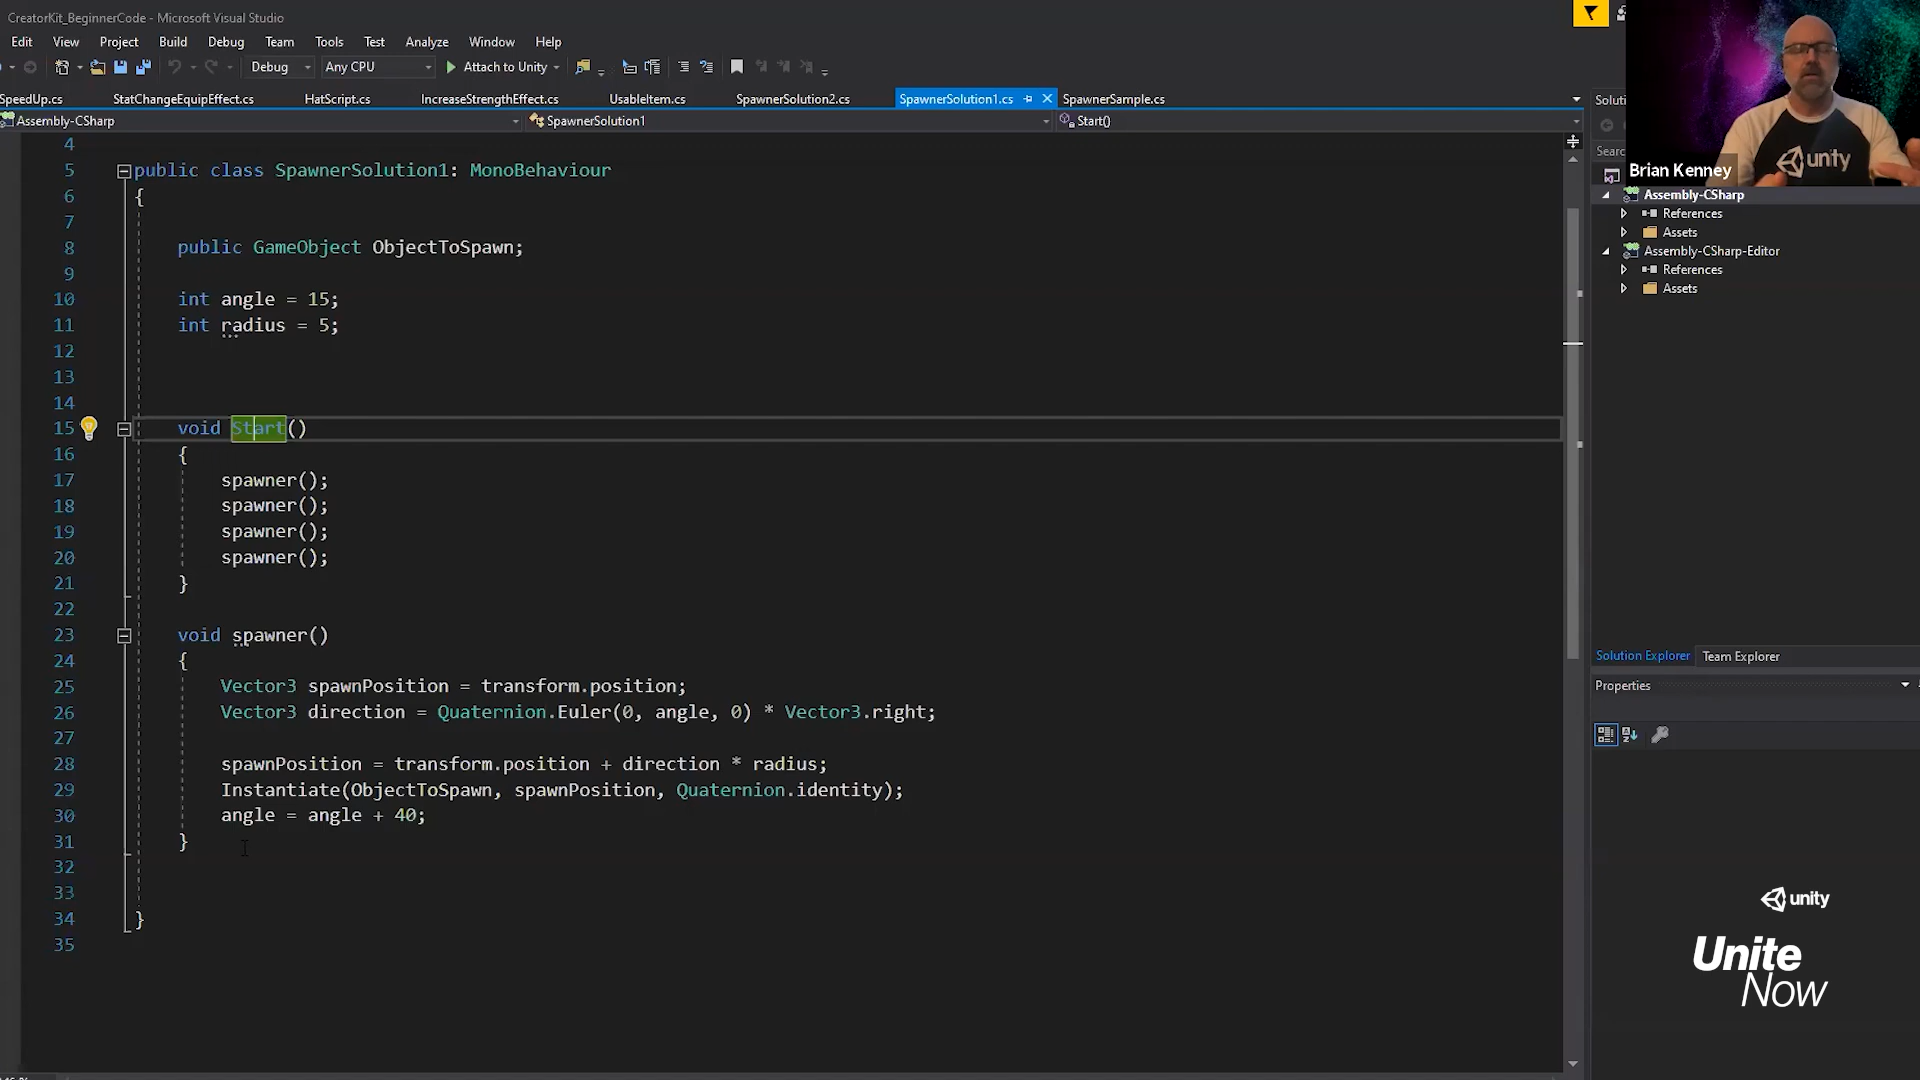 CreatorKit_BeginnerCode - Microsoft Visual Studio
Edit View Project Build Debug Team Tools Test Analyze Window Help
Debug Any CPU Attach to Unity
SpeedUp.cs StatChangeEquipEffect.cs HatScript.cs IncreaseStrengthEffect.cs UsableItem.cs SpawnerSolution2.cs SpawnerSolution1.cs SpawnerSample.cs
Assembly-CSharp SpawnerSolution1 Start()
4
5 public class SpawnerSolution1: MonoBehaviour
6 {
7
8 public GameObject ObjectToSpawn;
9
10 int angle = 15;
11 int radius = 5;
12
13
14
15 void Start()
16 {
17 spawner();
18 spawner();
19 spawner();
20 spawner();
21 }
22
23 void spawner()
24 {
25 Vector3 spawnPosition = transform.position;
26 Vector3 direction = Quaternion.Euler(0, angle, 0) * Vector3.right;
27
28 spawnPosition = transform.position + direction * radius;
29 Instantiate(ObjectToSpawn, spawnPosition, Quaternion.identity);
30 angle = angle + 40;
31 }
32
33
34 }
35
Solu
Sear
unity
Brian Kenney
Assembly-CSharp
References
Assets
Assembly-CSharp-Editor
References
Assets
Solution Explorer Team Explorer
Properties
unity
Unite
Now